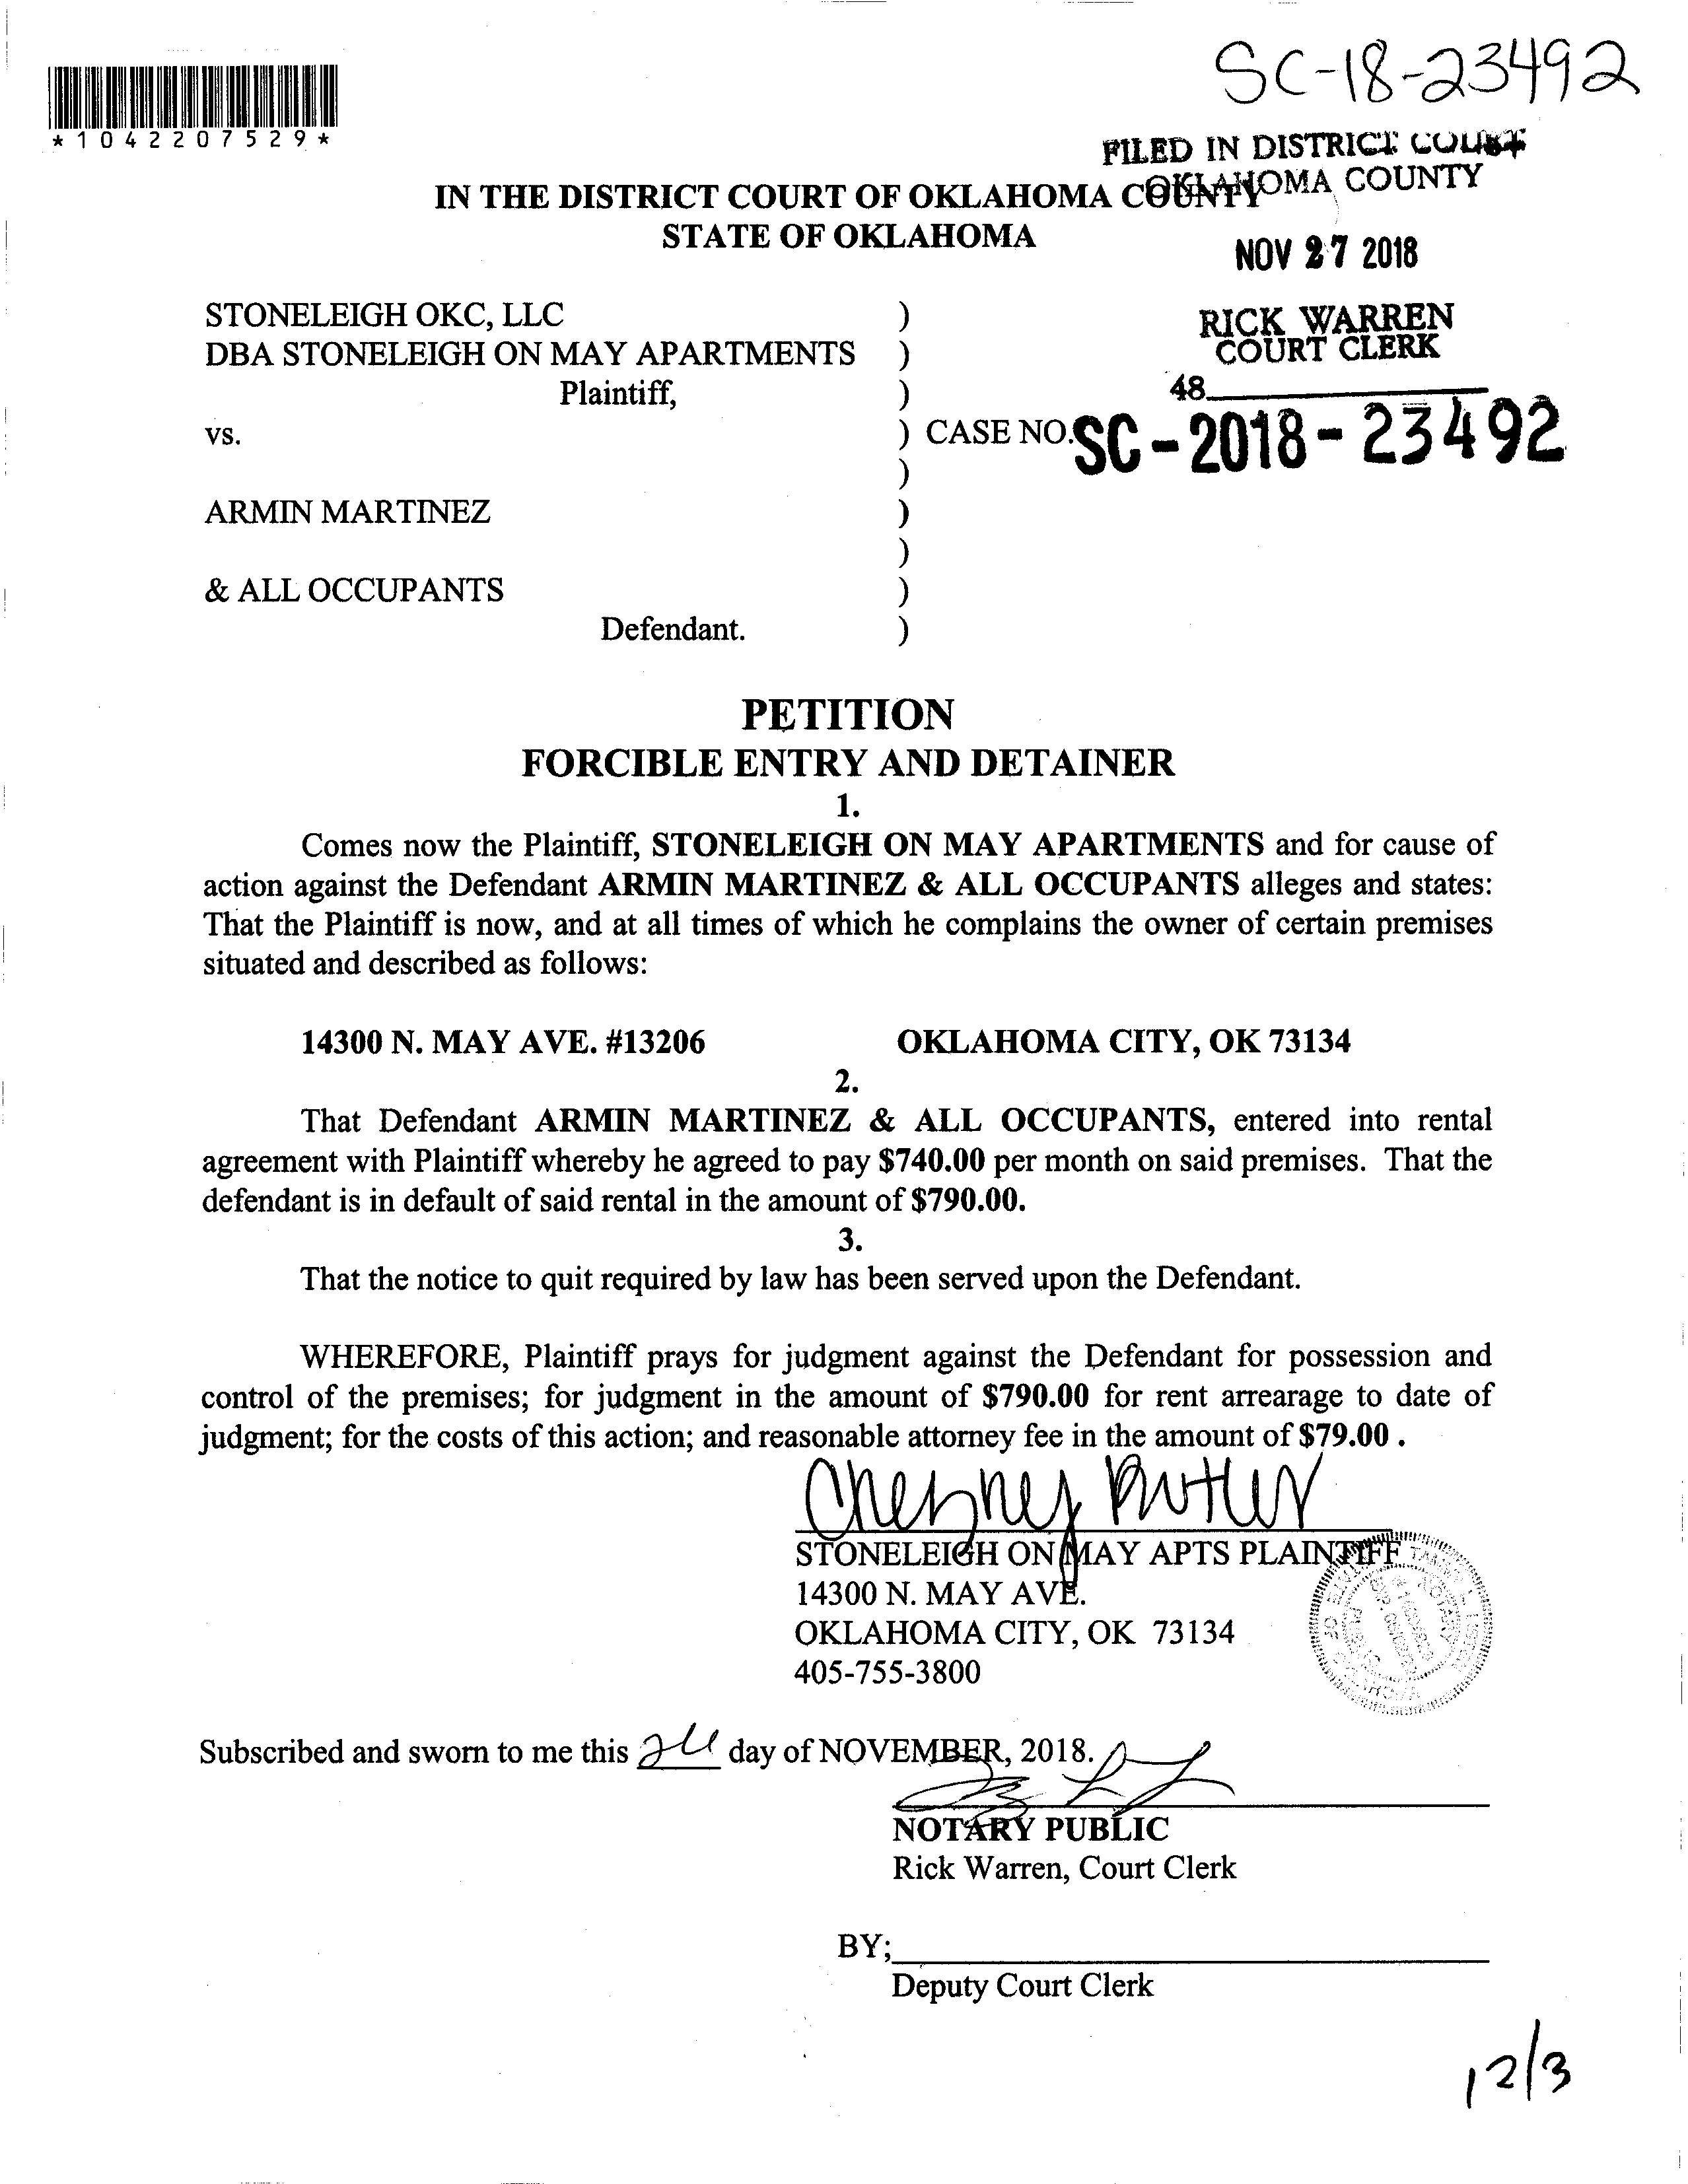 SC-18-23492
*1042207529*
FILED IN DISTRICT COURT
OKLAHOMA COUNTY
IN THE DISTRICT COURT OF OKLAHOMA COUNTY
STATE OF OKLAHOMA
NOV 27 2018
STONELEIGH OKC, LLC )
RICK WARREN
COURT CLERK
DBA STONELEIGH ON MAY APARTMENTS )
Plaintiff, )
48
vs. ) CASE NO. SC-2018-23492
)
ARMIN MARTINEZ )
)
& ALL OCCUPANTS )
Defendant. )
PETITION
FORCIBLE ENTRY AND DETAINER
1.
Comes now the Plaintiff, STONELEIGH ON MAY APARTMENTS and for cause of
action against the Defendant ARMIN MARTINEZ & ALL OCCUPANTS alleges and states:
That the Plaintiff is now, and at all times of which he complains the owner of certain premises
situated and described as follows:
14300 N. MAY AVE. #13206 OKLAHOMA CITY, OK 73134
2.
That Defendant ARMIN MARTINEZ & ALL OCCUPANTS, entered into rental
agreement with Plaintiff whereby he agreed to pay $740.00 per month on said premises. That the
defendant is in default of said rental in the amount of $790.00.
3.
That the notice to quit required by law has been served upon the Defendant.
WHEREFORE, Plaintiff prays for judgment against the Defendant for possession and
control of the premises; for judgment in the amount of $790.00 for rent arrearage to date of
judgment; for the costs of this action; and reasonable attorney fee in the amount of $79.00 .
STONELEIGH ON MAY APTS PLAINTIFF
14300 N. MAY AVE.
OKLAHOMA CITY, OK 73134
405-755-3800
Subscribed and sworn to me this day of NOVEMBER, 2018.
NOTARY PUBLIC
Rick Warren, Court Clerk
BY;
Deputy Court Clerk
12/3